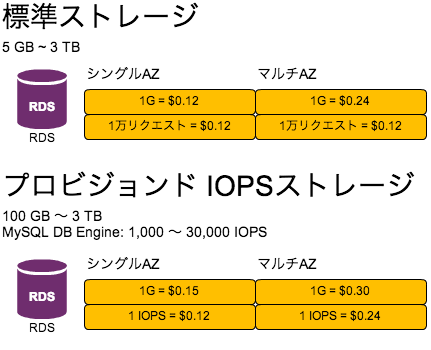 標準ストレージ
5 GB ~ 3 TB
シングルAZ マルチAZ
RDS 1G = $0.12 1G = $0.24
1万リクエスト = $0.12 1万リクエスト = $0.12
RDS
プロビジョンド IOPSストレージ
100 GB 〜 3 TB
MySQL DB Engine: 1,000 〜 30,000 IOPS
シングルAZ マルチAZ
RDS 1G = $0.15 1G = $0.30
1 IOPS = $0.12 1 IOPS = $0.24
RDS